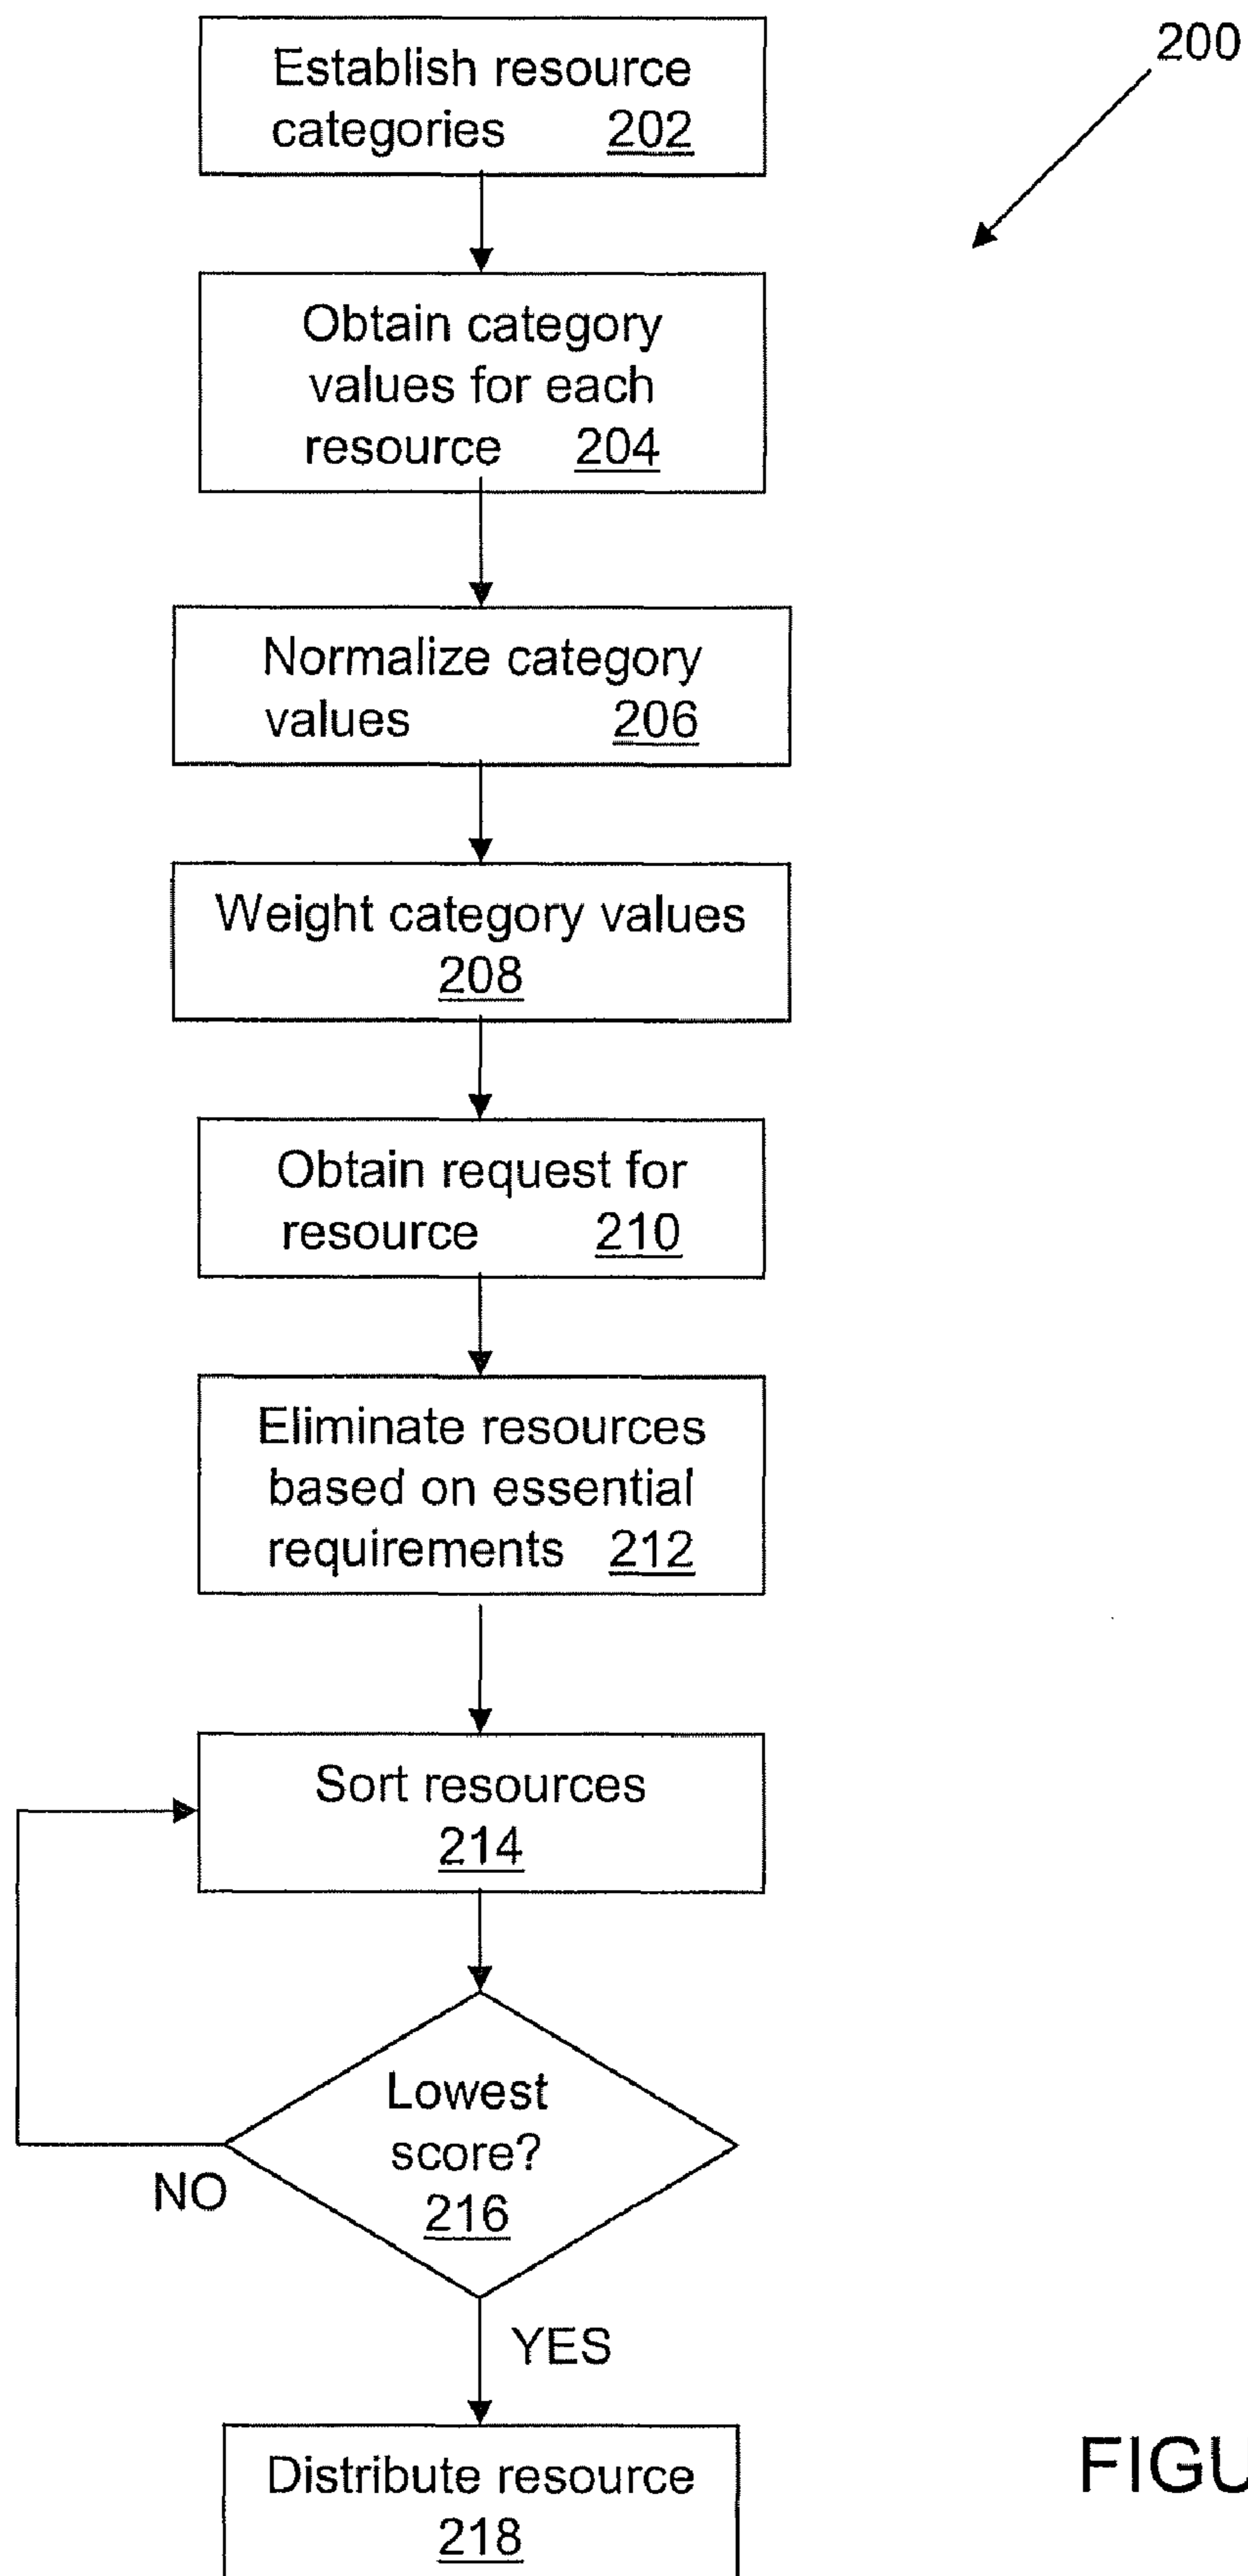 200
Establish resource
categories 202
Obtain category
values for each
resource 204
Normalize category
values 206
Weight category values
208
Obtain request for
resource 210
Eliminate resources
based on essential
requirements 212
Sort resources
214
Lowest
score?
216
NO
YES
Distribute resource
218